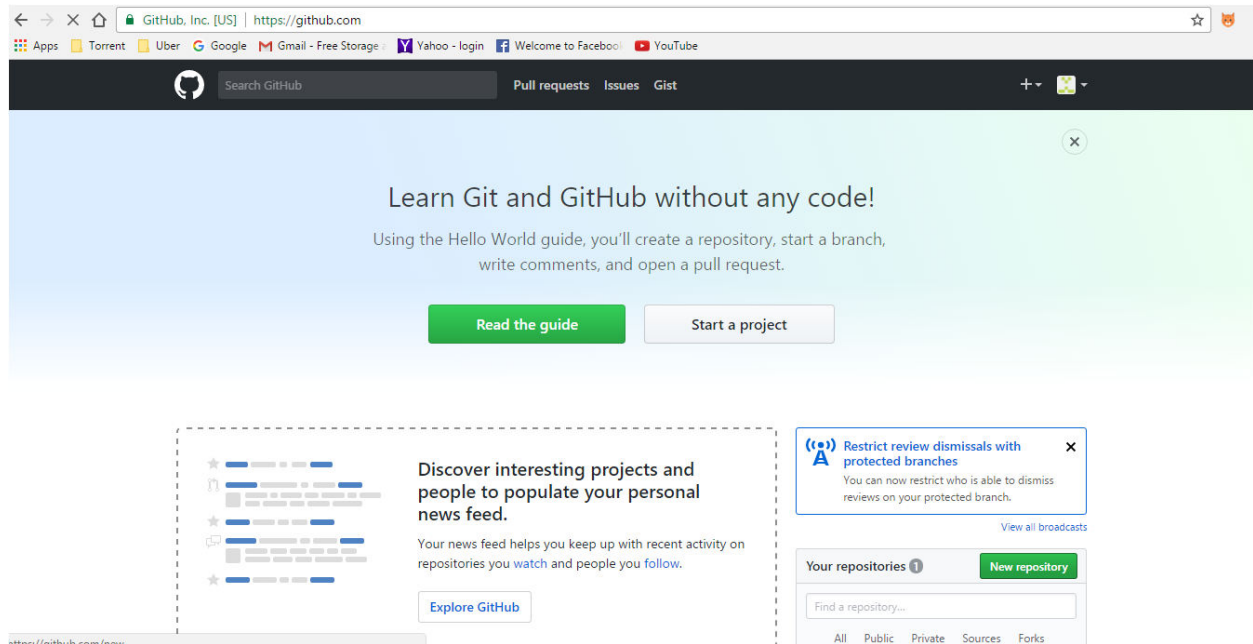 GitHub, Inc. [US] | https://github.com
Apps Torrent Uber Google Gmail - Free Storage Yahoo - login Welcome to Facebook YouTube
Search GitHub Pull requests Issues Gist
Learn Git and GitHub without any code!
Using the Hello World guide, you’ll create a repository, start a branch,
write comments, and open a pull request.
Read the guide Start a project
Discover interesting projects and
people to populate your personal
news feed.
Your news feed helps you keep up with recent activity on
repositories you watch and people you follow.
Explore GitHub
Restrict review dismissals with
protected branches
You can now restrict who is able to dismiss
reviews on your protected branch.
View all broadcasts
Your repositories 1 New repository
Find a repository...
All Public Private Sources Forks
https://github.com/new